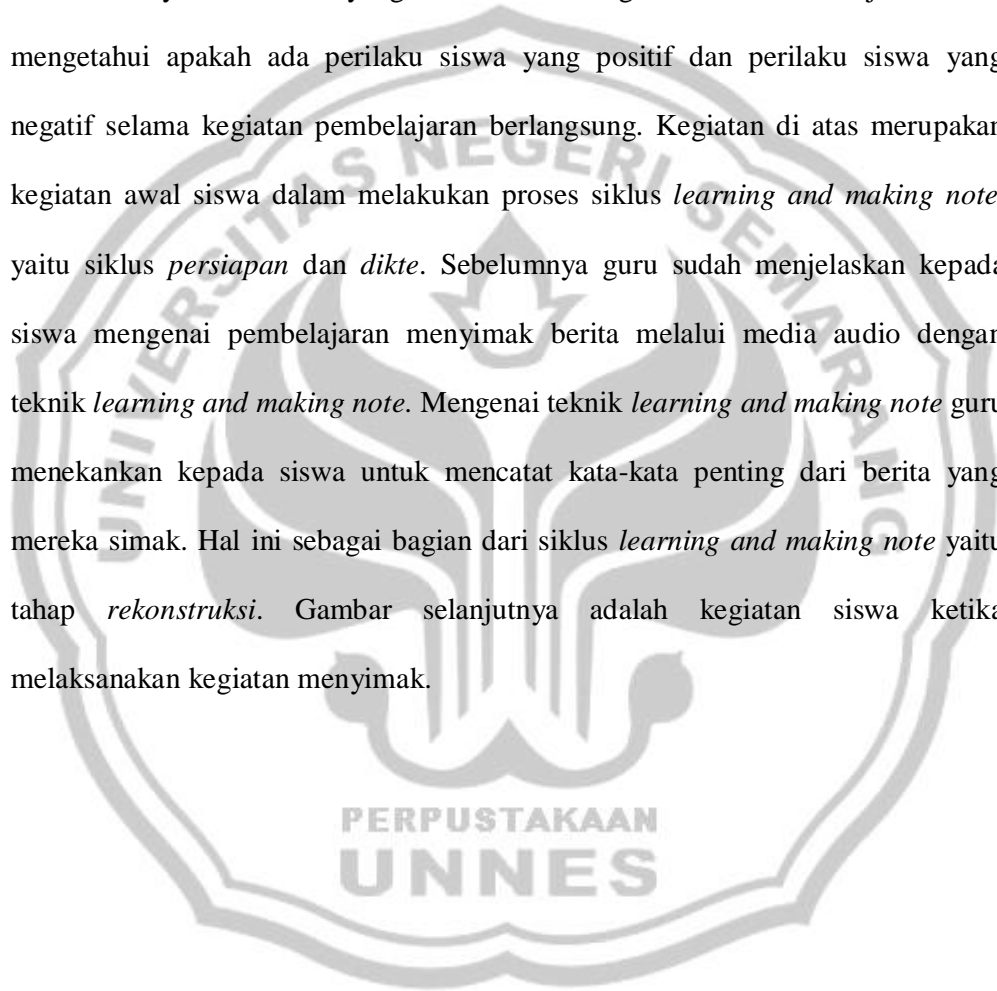 mengetahui apakah ada perilaku siswa yang positif dan perilaku siswa yang
negatif selama kegiatan pembelajaran berlangsung. Kegiatan di atas merupakan
kegiatan awal siswa dalam melakukan proses siklus learning and making note
yaitu siklus persiapan dan dikte. Sebelumnya guru sudah menjelaskan kepada
siswa mengenai pembelajaran menyimak berita melalui media audio dengan
teknik learning and making note. Mengenai teknik learning and making note guru
menekankan kepada siswa untuk mencatat kata-kata penting dari berita yang
mereka simak. Hal ini sebagai bagian dari siklus learning and making note yaitu
tahap rekonstruksi. Gambar selanjutnya adalah kegiatan siswa ketika
melaksanakan kegiatan menyimak.
UNIVERSITAS NEGERI SEMARANG
PERPUSTAKAAN
UNNES